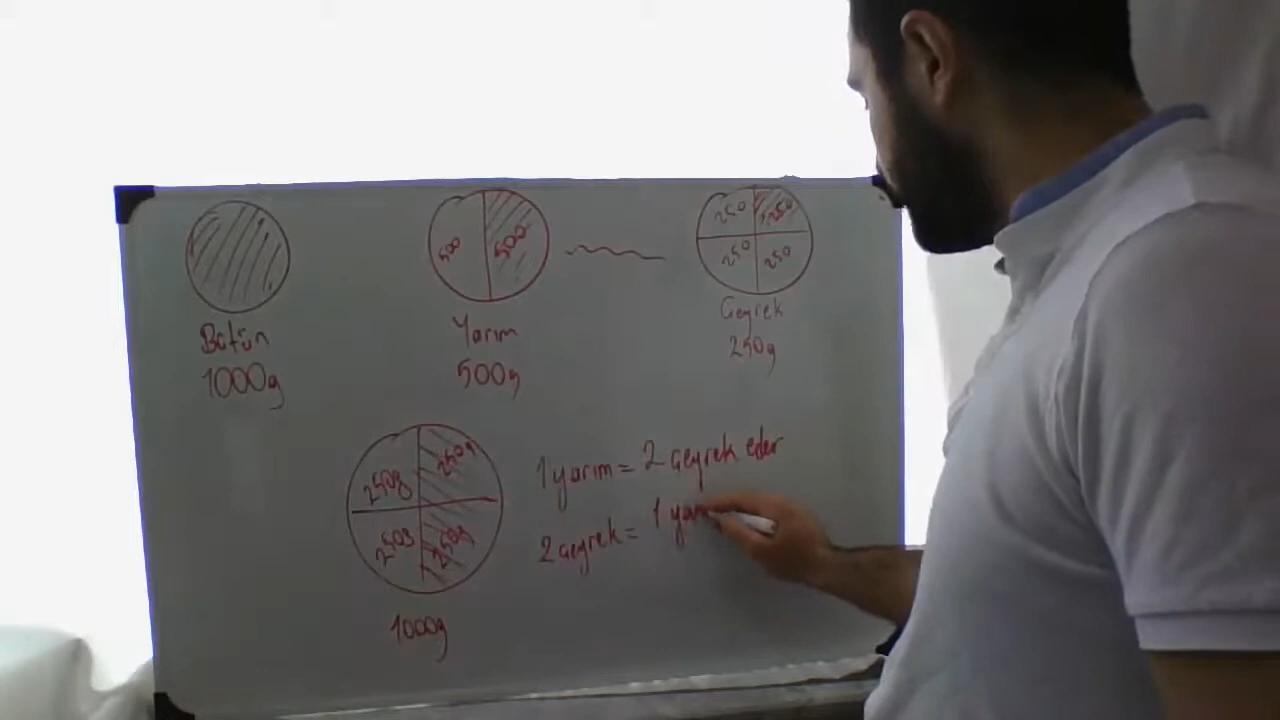 500 500
250 250
250 250
Bütün
1000g
Yarım
500g
Çeyrek
250g
250g 250g
250g 250g
1000g
1 yarım = 2 Çeyrek eder
2 Çeyrek = 1 yarı